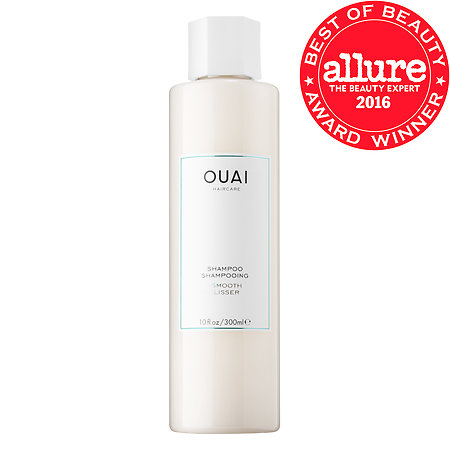 BEST OF BEAUTY
allure
THE BEAUTY EXPERT
2016
AWARD WINNER
OUAI
HAIRCARE
SHAMPOO
SHAMPOOING
SMOOTH
LISSER
10 fl oz/300ml℮